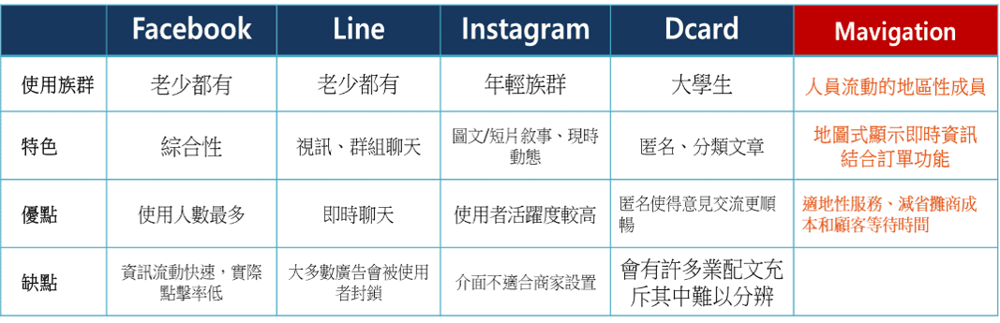 Facebook
Line
Instagram
Dcard
Mavigation
使用族群
老少都有
老少都有
年輕族群
大學生
人員流動的地區性成員
特色
綜合性
視訊、群組聊天
圖文/短片敘事、現時
動態
匿名、分類文章
地圖式顯示即時資訊
結合訂單功能
優點
使用人數最多
即時聊天
使用者活躍度較高
匿名使得意見交流更順
暢
適地性服務、減省攤商成
本和顧客等待時間
缺點
資訊流動快速，實際
點擊率低
大多數廣告會被使用
者封鎖
介面不適合商家設置
會有許多業配文充
斥其中難以分辨